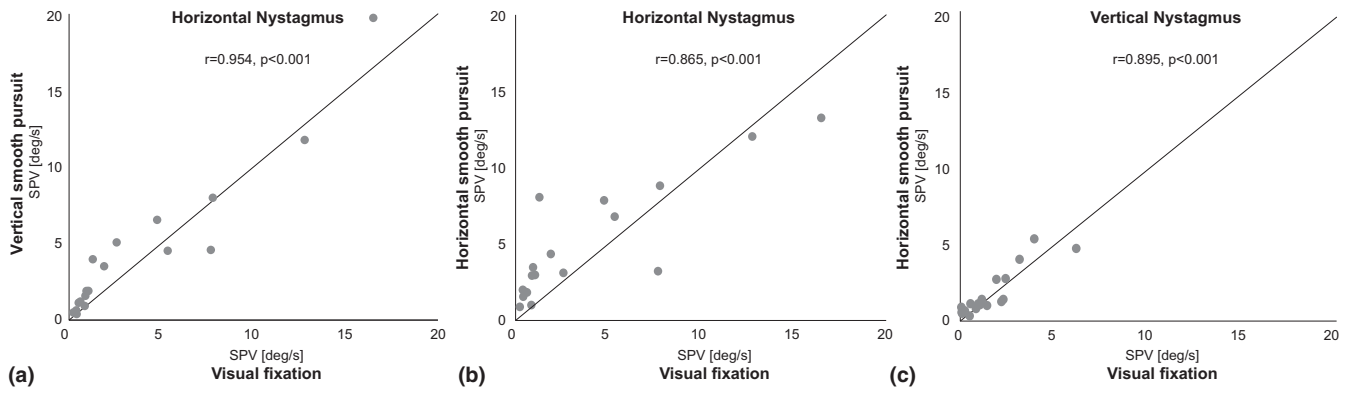 Horizontal Nystagmus
r=0.954, p<0.001
Vertical smooth pursuit
SPV [deg/s]
20
15
10
5
0
0 5 10 15 20
SPV [deg/s]
Visual fixation
(a)
Horizontal Nystagmus
r=0.865, p<0.001
Horizontal smooth pursuit
SPV [deg/s]
20
15
10
5
0
0 5 10 15 20
SPV [deg/s]
Visual fixation
(b)
Vertical Nystagmus
r=0.895, p<0.001
Horizontal smooth pursuit
SPV [deg/s]
20
15
10
5
0
0 5 10 15 20
SPV [deg/s]
Visual fixation
(c)